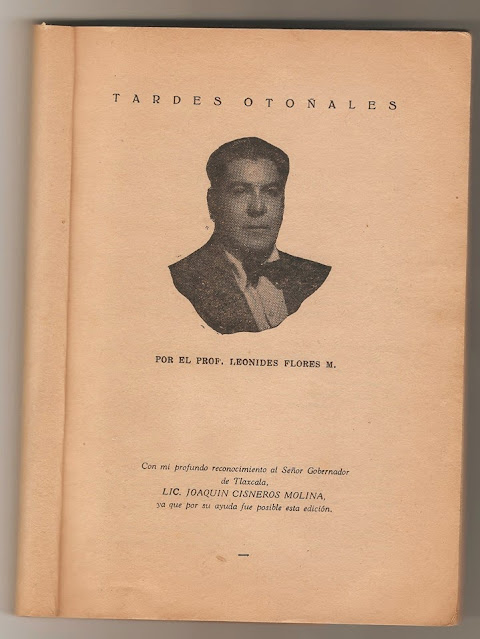 TARDES OTOÑALES
POR EL PROF. LEONIDES FLORES M.
Con mi profundo reconocimiento al Señor Gobernador
de Tlaxcala,
LIC. JOAQUIN CISNEROS MOLINA,
ya que por su ayuda fue posible esta edición.